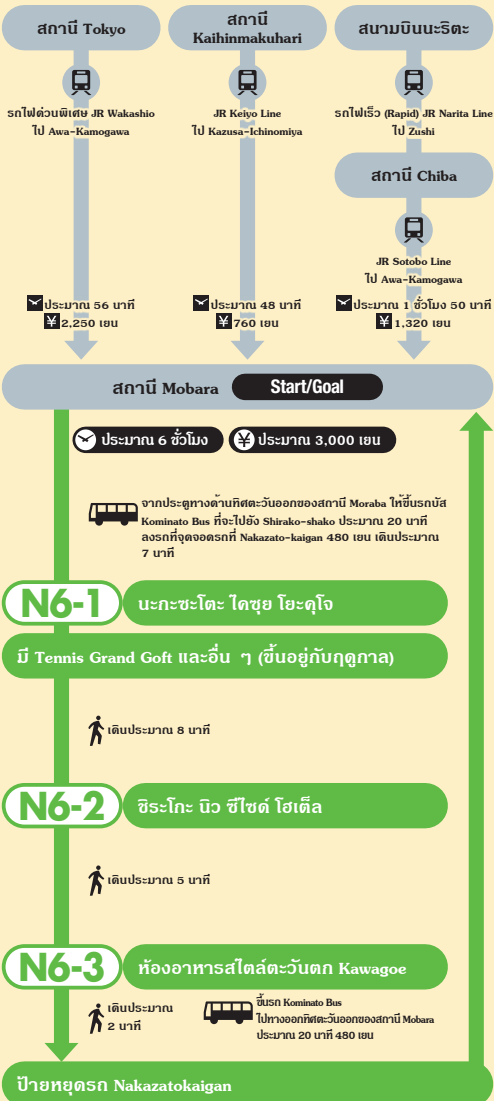 สถานี Tokyo
รถไฟด่วนพิเศษ JR Wakashio
ไป Awa-Kamogawa
ประมาณ 56 นาที
¥ 2,250 เยน
สถานี
Kaihinmakuhari
JR Keiyo Line
ไป Kazusa-Ichinomiya
ประมาณ 48 นาที
¥ 760 เยน
สนามบินนะริตะ
รถไฟเร็ว (Rapid) JR Narita Line
ไป Zushi
สถานี Chiba
JR Sotobo Line
ไป Awa-Kamogawa
ประมาณ 1 ชั่วโมง 50 นาที
¥ 1,320 เยน
สถานี Mobara Start/Goal
ประมาณ 6 ชั่วโมง ¥ ประมาณ 3,000 เยน
จากประตูทางด้านทิศตะวันออกของสถานี Moraba ให้ขึ้นรถบัส
Kominato Bus ที่จะไปยัง Shirako-shako ประมาณ 20 นาที
ลงรถที่จุดจอดรถที่ Nakazato-kaigan 480 เยน เดินประมาณ
7 นาที
N6-1 นะกะซะโตะ ไคซุย โยะคุโจ
มี Tennis Grand Goft และอื่น ๆ (ขึ้นอยู่กับฤดูกาล)
เดินประมาณ 8 นาที
N6-2 ชิระโกะ นิว ซีไซด์ โฮเต็ล
เดินประมาณ 5 นาที
N6-3 ห้องอาหารสไตล์ตะวันตก Kawagoe
เดินประมาณ
2 นาที
ขึ้นรถ Kominato Bus
ไปทางออกทิศตะวันออกของสถานี Mobara
ประมาณ 20 นาที 480 เยน
ป้ายหยุดรถ Nakazatokaigan